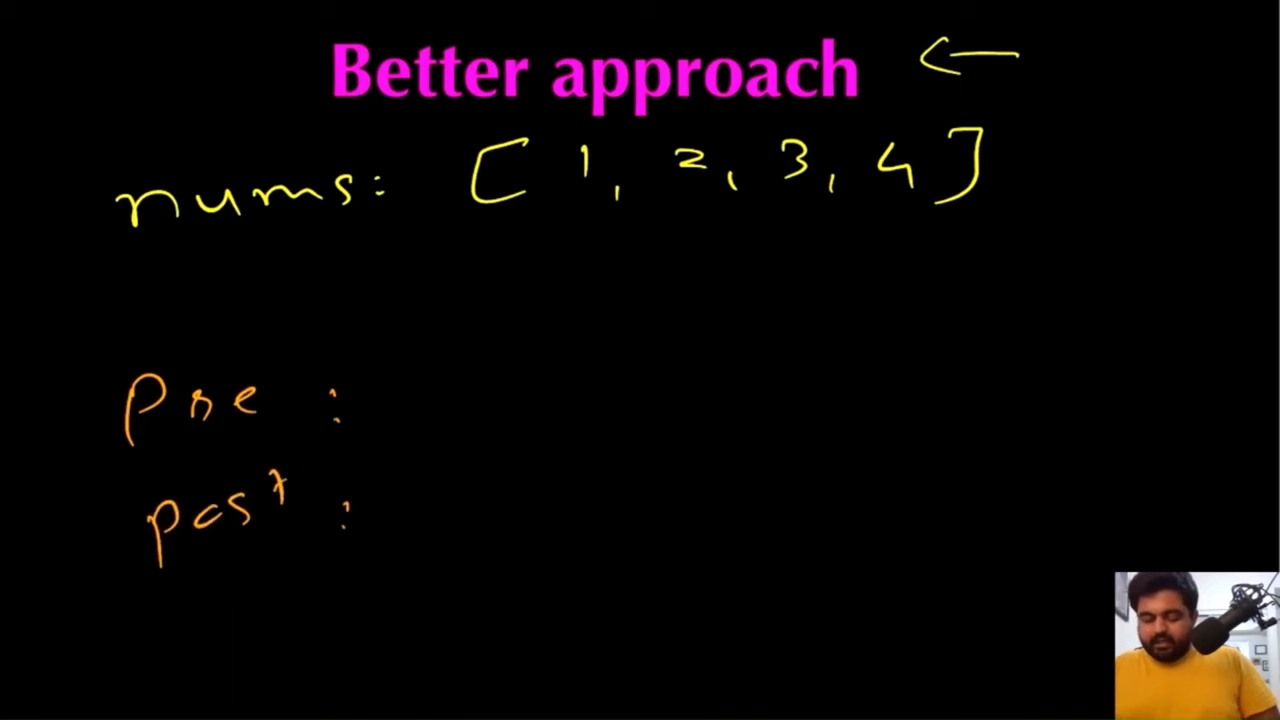 Better approach ←
nums: [ 1, 2, 3, 4 ]
Pre :
post :